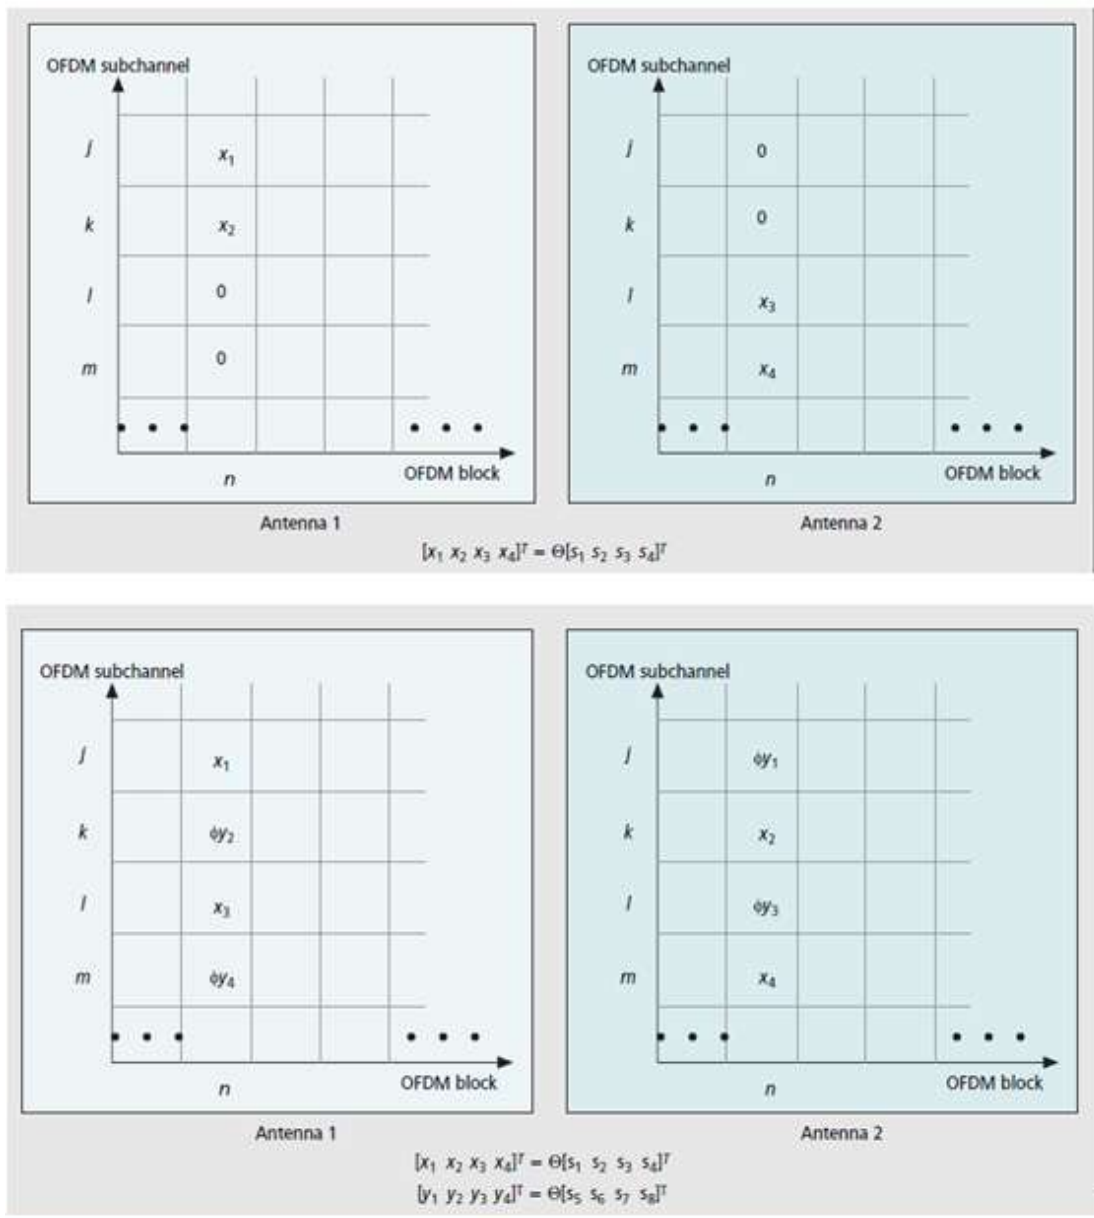 OFDM subchannel
j x₁
k x₂
l 0
m 0
• • • • • •
n OFDM block
Antenna 1
OFDM subchannel
j 0
k 0
l x₃
m x₄
• • • • • •
n OFDM block
Antenna 2
[x₁ x₂ x₃ x₄]ᵀ = Θ[s₁ s₂ s₃ s₄]ᵀ
OFDM subchannel
j x₁
k ϕy₂
l x₃
m ϕy₄
• • • • • •
n OFDM block
Antenna 1
OFDM subchannel
j ϕy₁
k x₂
l ϕy₃
m x₄
• • • • • •
n OFDM block
Antenna 2
[x₁ x₂ x₃ x₄]ᵀ = Θ[s₁ s₂ s₃ s₄]ᵀ
[y₁ y₂ y₃ y₄]ᵀ = Θ[s₅ s₆ s₇ s₈]ᵀ